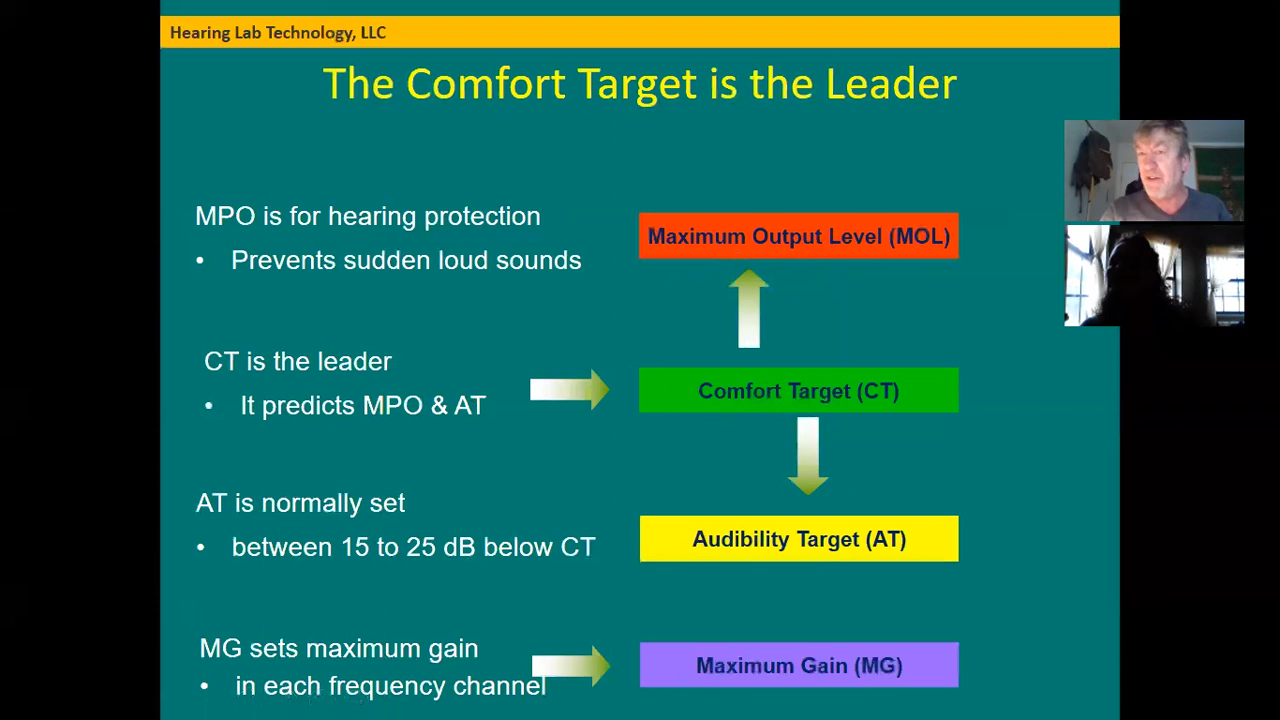 Hearing Lab Technology, LLC
The Comfort Target is the Leader
MPO is for hearing protection
• Prevents sudden loud sounds
Maximum Output Level (MOL)
CT is the leader
• It predicts MPO & AT
Comfort Target (CT)
AT is normally set
• between 15 to 25 dB below CT
Audibility Target (AT)
MG sets maximum gain
• in each frequency channel
Maximum Gain (MG)